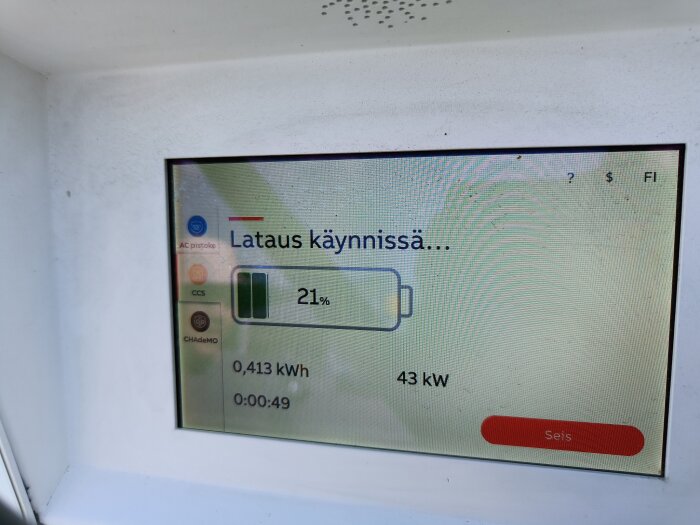 ? $ FI
AC pistoke
CCS
CHAdeMO
Lataus käynnissä...
21%
0,413 kWh
43 kW
0:00:49
Seis